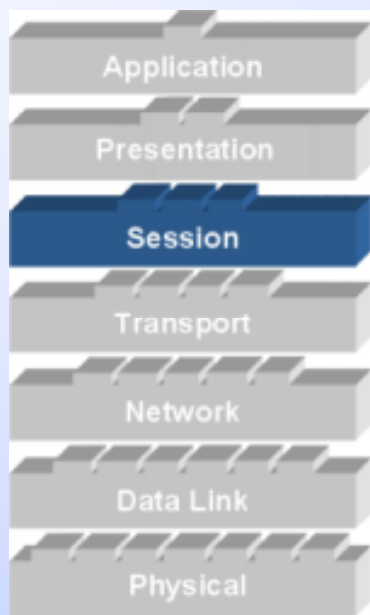 Application
Presentation
Session
Transport
Network
Data Link
Physical